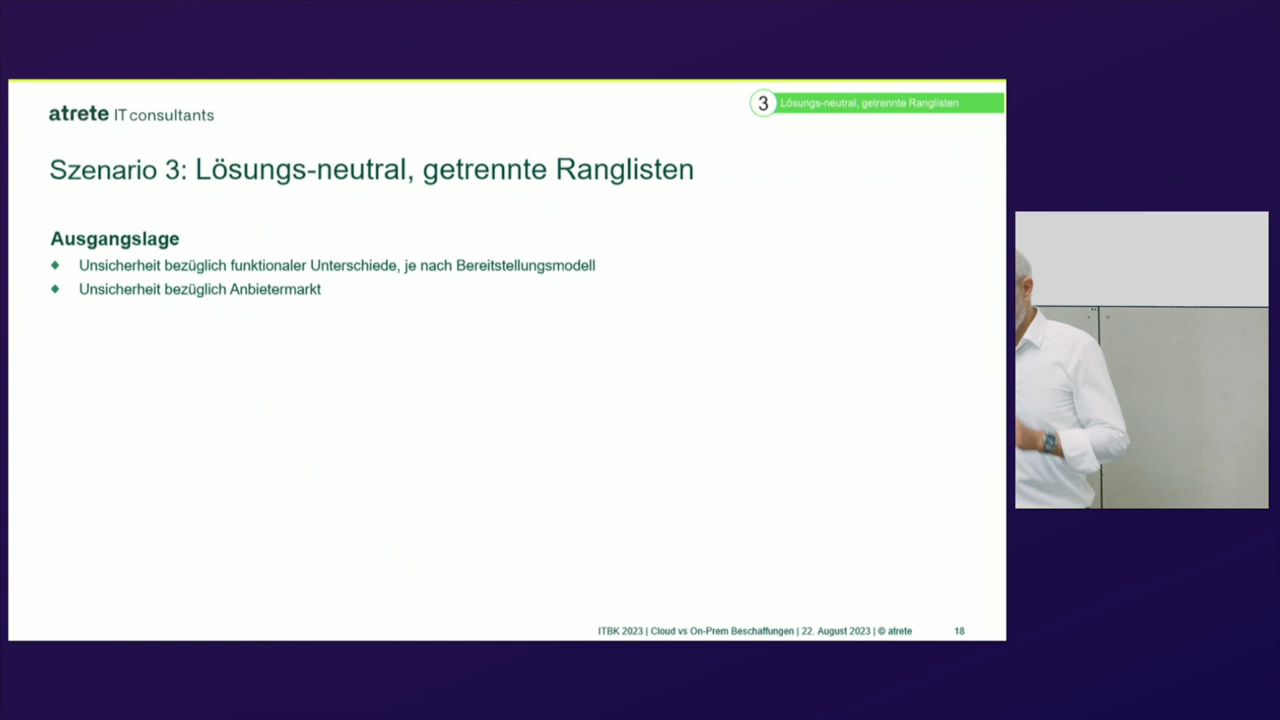 atrete IT consultants
3 Lösungs-neutral, getrennte Ranglisten
Szenario 3: Lösungs-neutral, getrennte Ranglisten
Ausgangslage
Unsicherheit bezüglich funktionaler Unterschiede, je nach Bereitstellungsmodell
Unsicherheit bezüglich Anbietermarkt
ITBK 2023 | Cloud vs On-Prem Beschaffungen | 22. August 2023 | © atrete 18